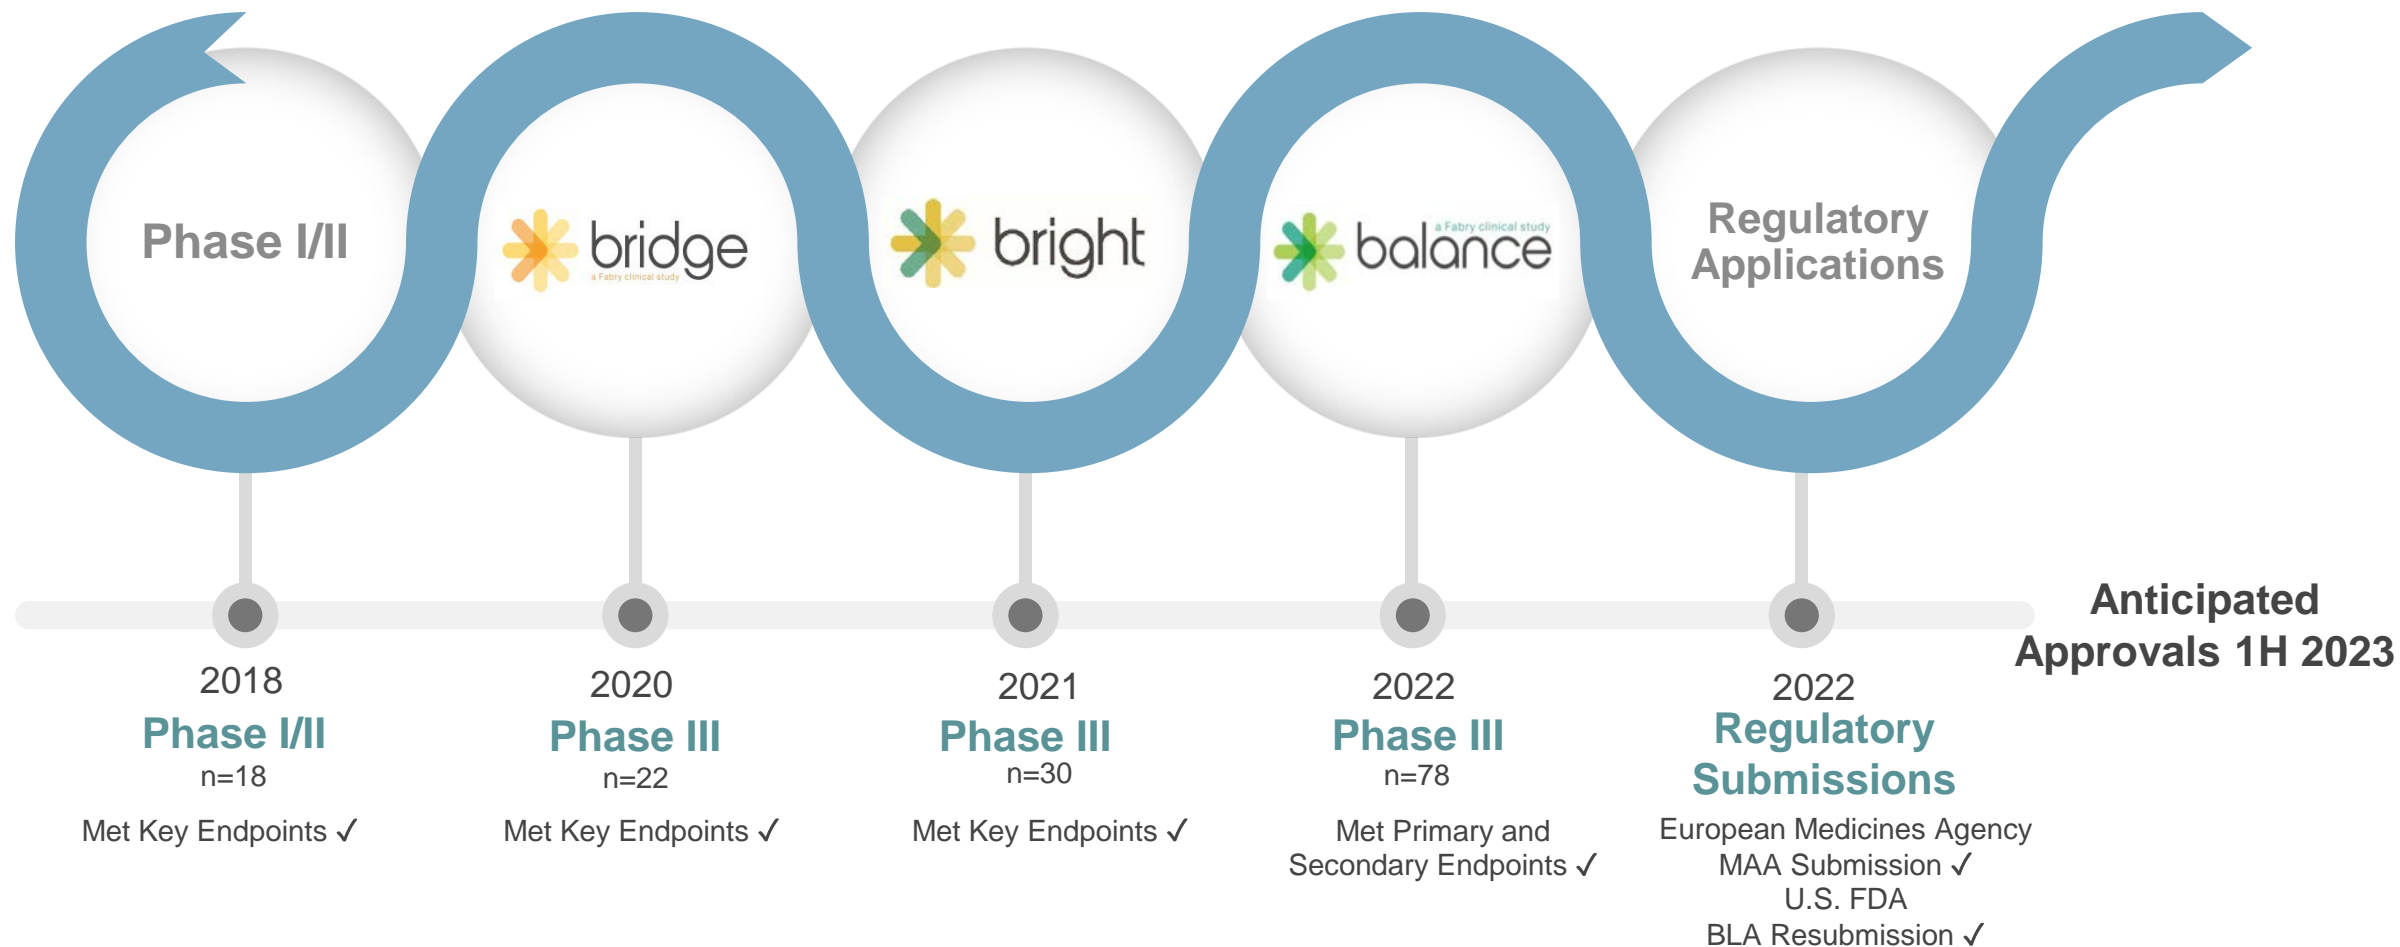 Phase I/II
bridge
a Fabry clinical study
bright
a Fabry clinical study
balance
Regulatory
Applications
2018
Phase I/II
n=18
Met Key Endpoints ✓
2020
Phase III
n=22
Met Key Endpoints ✓
2021
Phase III
n=30
Met Key Endpoints ✓
2022
Phase III
n=78
Met Primary and
Secondary Endpoints ✓
2022
Regulatory
Submissions
European Medicines Agency
MAA Submission ✓
U.S. FDA
BLA Resubmission ✓
Anticipated
Approvals 1H 2023